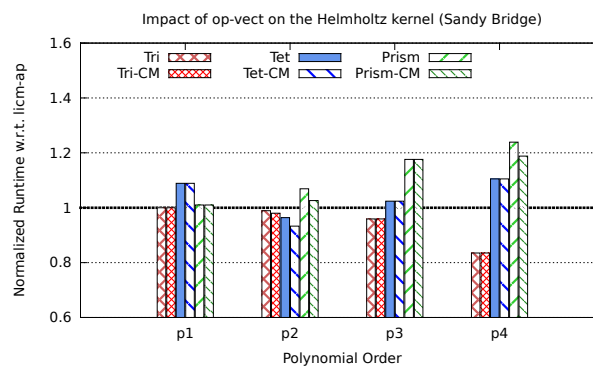 Impact of op-vect on the Helmholtz kernel (Sandy Bridge)
Normalized Runtime w.r.t. licm-ap
1.6
1.4
1.2
1
0.8
0.6
Tri Tet Prism
Tri-CM Tet-CM Prism-CM
p1 p2 p3 p4
Polynomial Order